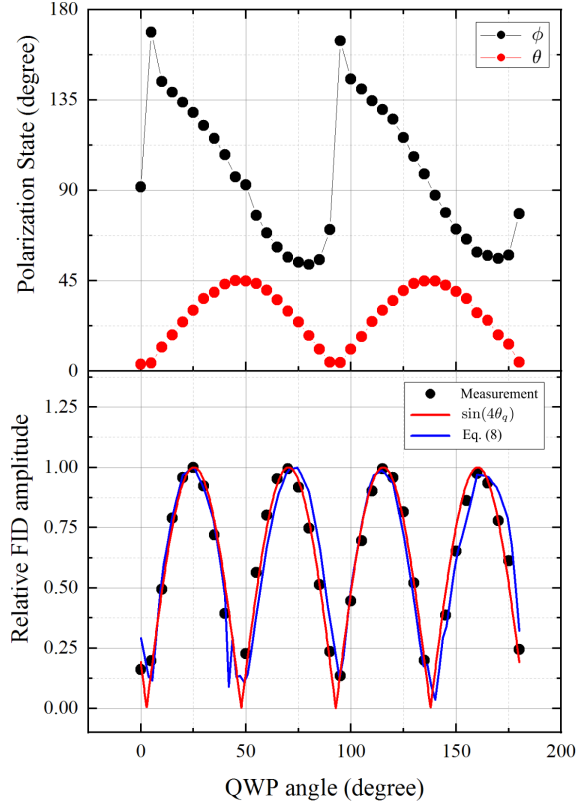 180
135
90
45
0
Polarization State (degree)
ϕ
θ
1.25
1.00
0.75
0.50
0.25
0.00
Relative FID amplitude
Measurement
sin(4θq)
Eq. (8)
0
50
100
150
200
QWP angle (degree)